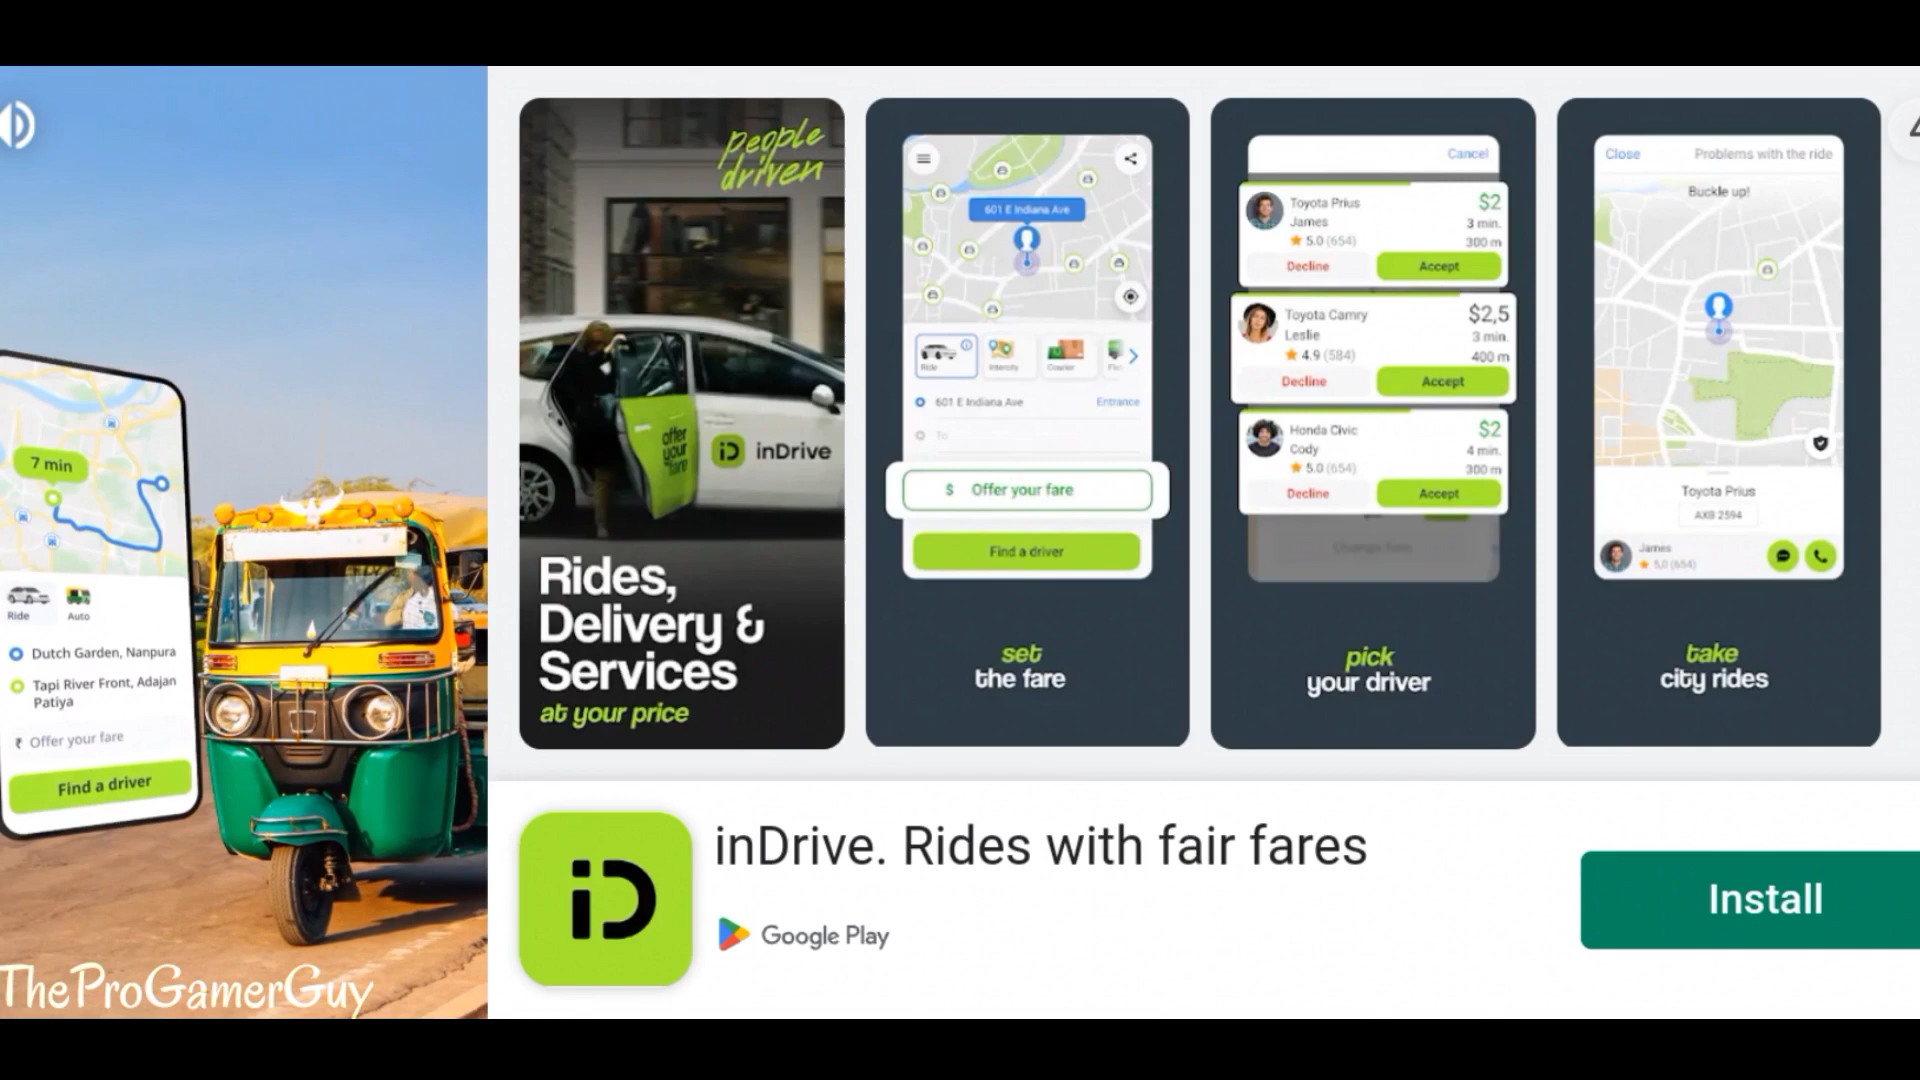 7 min
Ride
Auto
Dutch Garden, Nanpura
Tapi River Front, Adajan
Patiya
₹ Offer your fare
Find a driver
TheProGamerGuy
people
driven
offer
your
fare
iD inDrive
Rides,
Delivery &
Services
at your price
601 E Indiana Ave
Ride
Intercity
Courier
601 E Indiana Ave
Entrance
To
$ Offer your fare
Find a driver
set
the fare
Cancel
Toyota Prius
$2
James
3 min.
5.0 (654)
300 m
Decline
Accept
Toyota Camry
$2,5
Leslie
3 min.
4.9 (584)
400 m
Decline
Accept
Honda Civic
$2
Cody
4 min.
5.0 (654)
300 m
Decline
Accept
pick
your driver
Close
Problems with the ride
Buckle up!
Toyota Prius
AXB 2594
James
5,0 (654)
take
city rides
iD
inDrive. Rides with fair fares
Google Play
Install